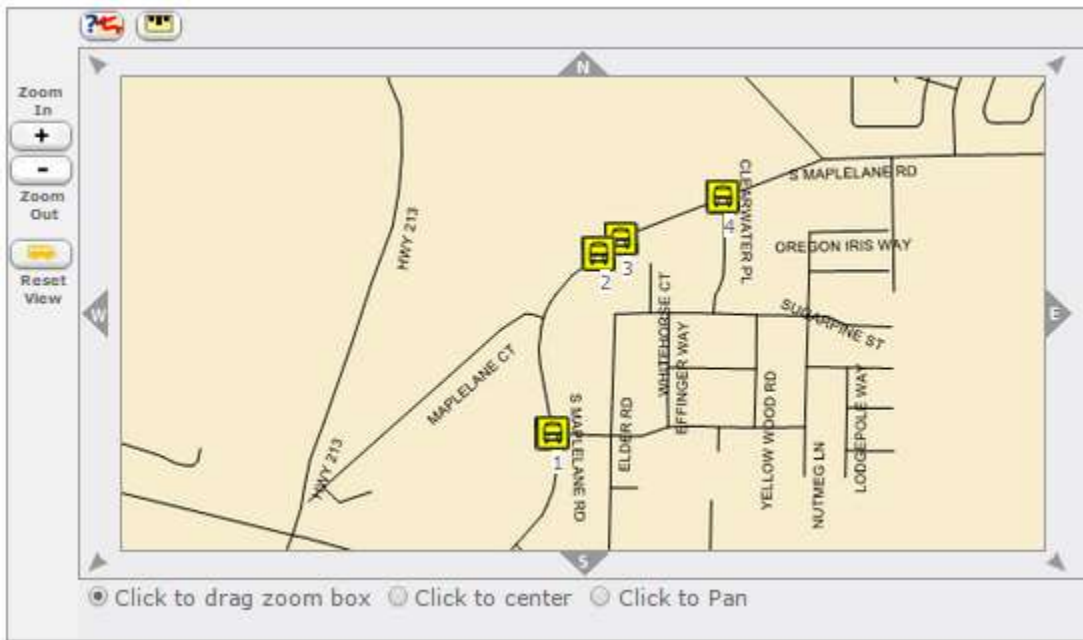 ?
N
Zoom
In
+
-
Zoom
Out
Reset
View
W
E
S
HWY 213
HWY 213
MAPLELANE CT
S MAPLELANE RD
CLEARWATER PL
S MAPLELANE RD
OREGON IRIS WAY
SUGARPINE ST
WHITEHORSE CT
EFFINGER WAY
ELDER RD
YELLOW WOOD RD
NUTMEG LN
LODGEPOLE WAY
4
3
2
1
Click to drag zoom box
Click to center
Click to Pan